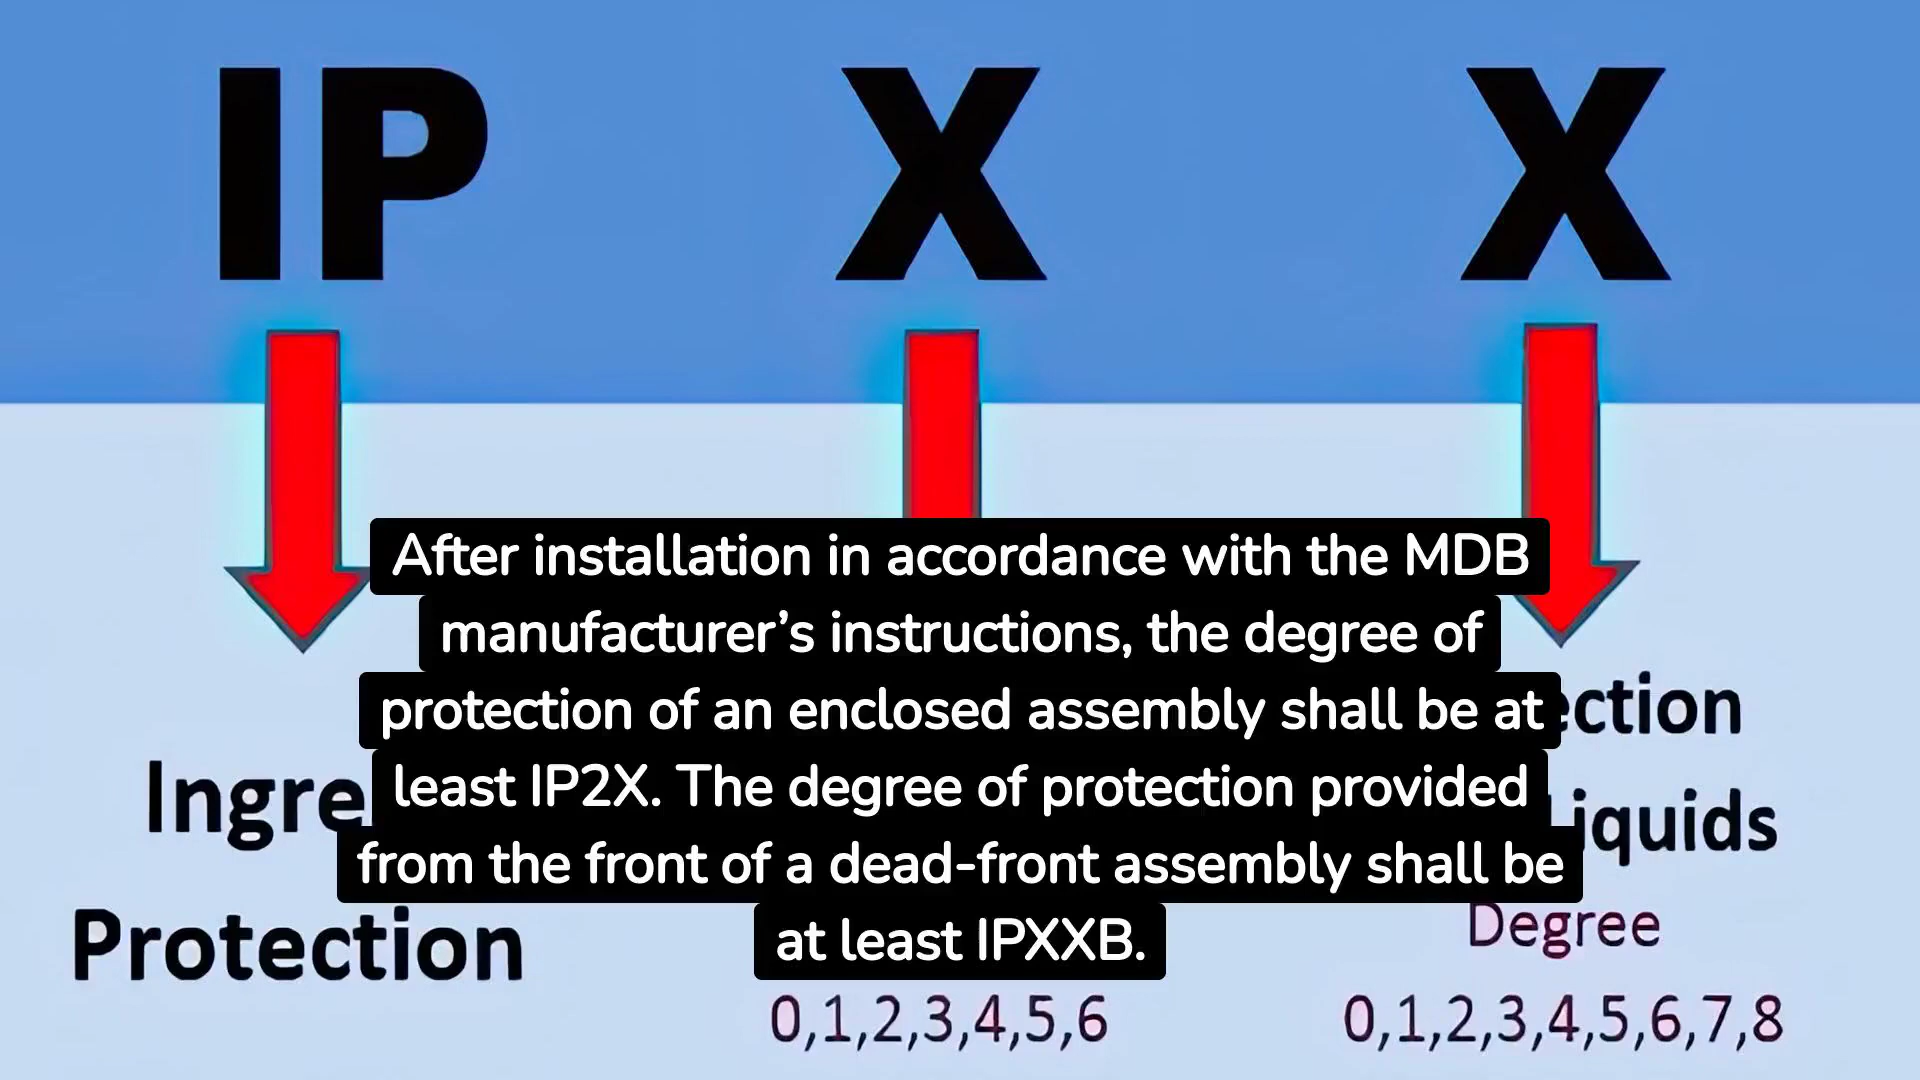 IP X X
After installation in accordance with the MDB
manufacturer’s instructions, the degree of
protection of an enclosed assembly shall be at
least IP2X. The degree of protection provided
from the front of a dead-front assembly shall be
at least IPXXB.
Protection
Degree
0,1,2,3,4,5,6
0,1,2,3,4,5,6,7,8